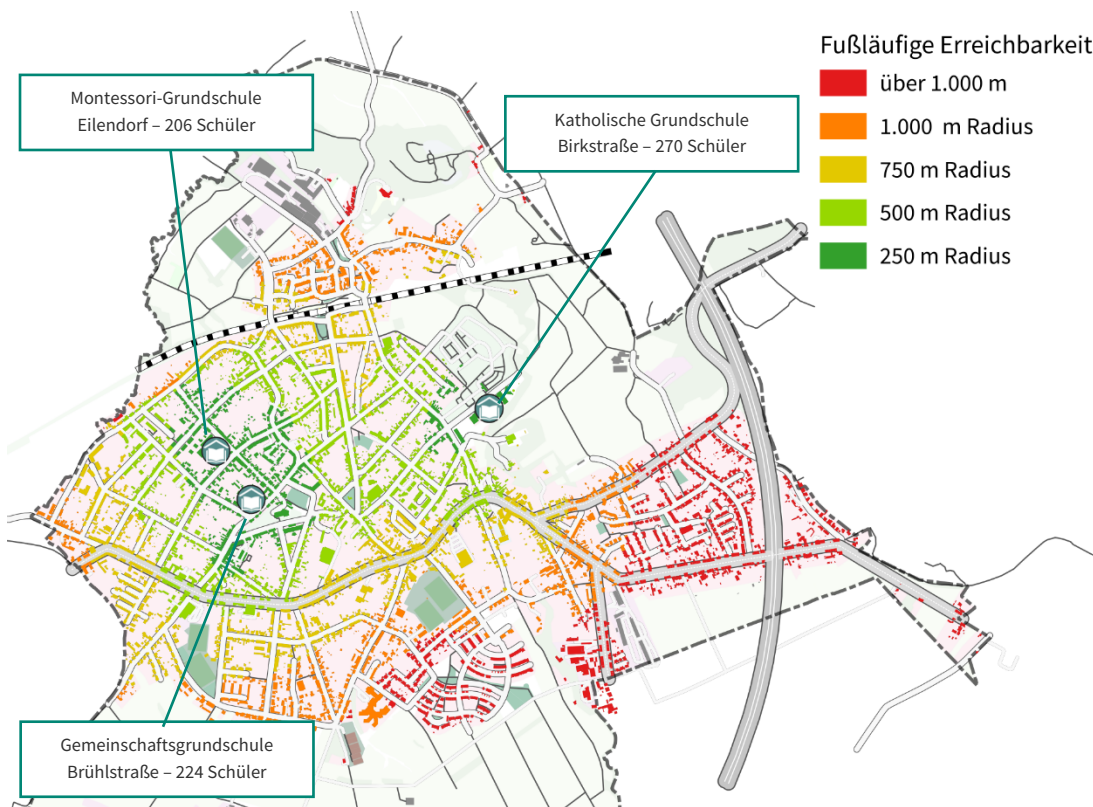 Montessori-Grundschule
Eilendorf – 206 Schüler
Katholische Grundschule
Birkstraße – 270 Schüler
Fußläufige Erreichbarkeit
über 1.000 m
1.000 m Radius
750 m Radius
500 m Radius
250 m Radius
Gemeinschaftsgrundschule
Brühlstraße – 224 Schüler